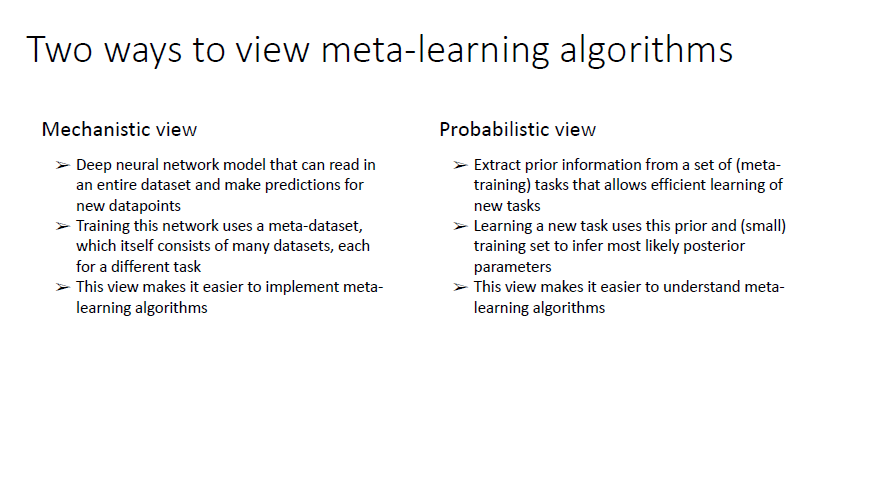 Two ways to view meta-learning algorithms
Mechanistic view
➢ Deep neural network model that can read in
an entire dataset and make predictions for
new datapoints
➢ Training this network uses a meta-dataset,
which itself consists of many datasets, each
for a different task
➢ This view makes it easier to implement meta-
learning algorithms
Probabilistic view
➢ Extract prior information from a set of (meta-
training) tasks that allows efficient learning of
new tasks
➢ Learning a new task uses this prior and (small)
training set to infer most likely posterior
parameters
➢ This view makes it easier to understand meta-
learning algorithms